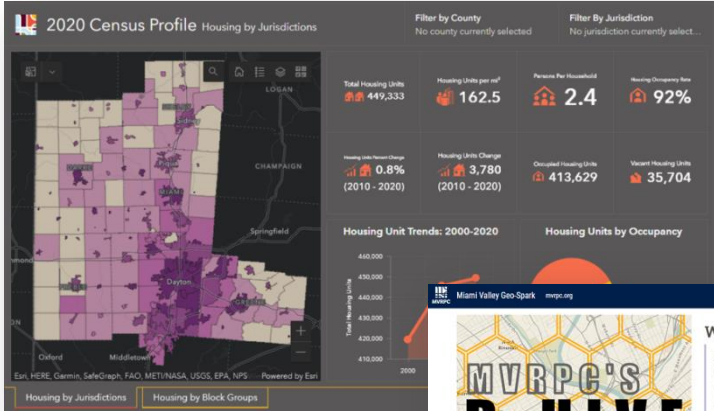 2020 Census Profile Housing by Jurisdictions
Filter by County
No county currently selected
Filter By Jurisdiction
No jurisdiction currently select...
LOGAN
Sidney
Piqua
CHAMPAIGN
MIAMI
Springfield
Dayton
GREENE
Oxford
Middletown
Esri, HERE, Garmin, SafeGraph, FAO, METI/NASA, USGS, EPA, NPS Powered by Esri
Housing by Jurisdictions
Housing by Block Groups
Total Housing Units
449,333
Housing Units per mi²
162.5
Persons Per Household
2.4
Housing Occupancy Rate
92%
Housing Units Percent Change
0.8%
(2010 - 2020)
Housing Units Change
3,780
(2010 - 2020)
Occupied Housing Units
413,629
Vacant Housing Units
35,704
Housing Unit Trends: 2000-2020
Total Housing Units
460,000
450,000
440,000
430,000
420,000
410,000
2000
Housing Units by Occupancy
MVRPC
Miami Valley Geo-Spark mvrpc.org
MVRPC'S